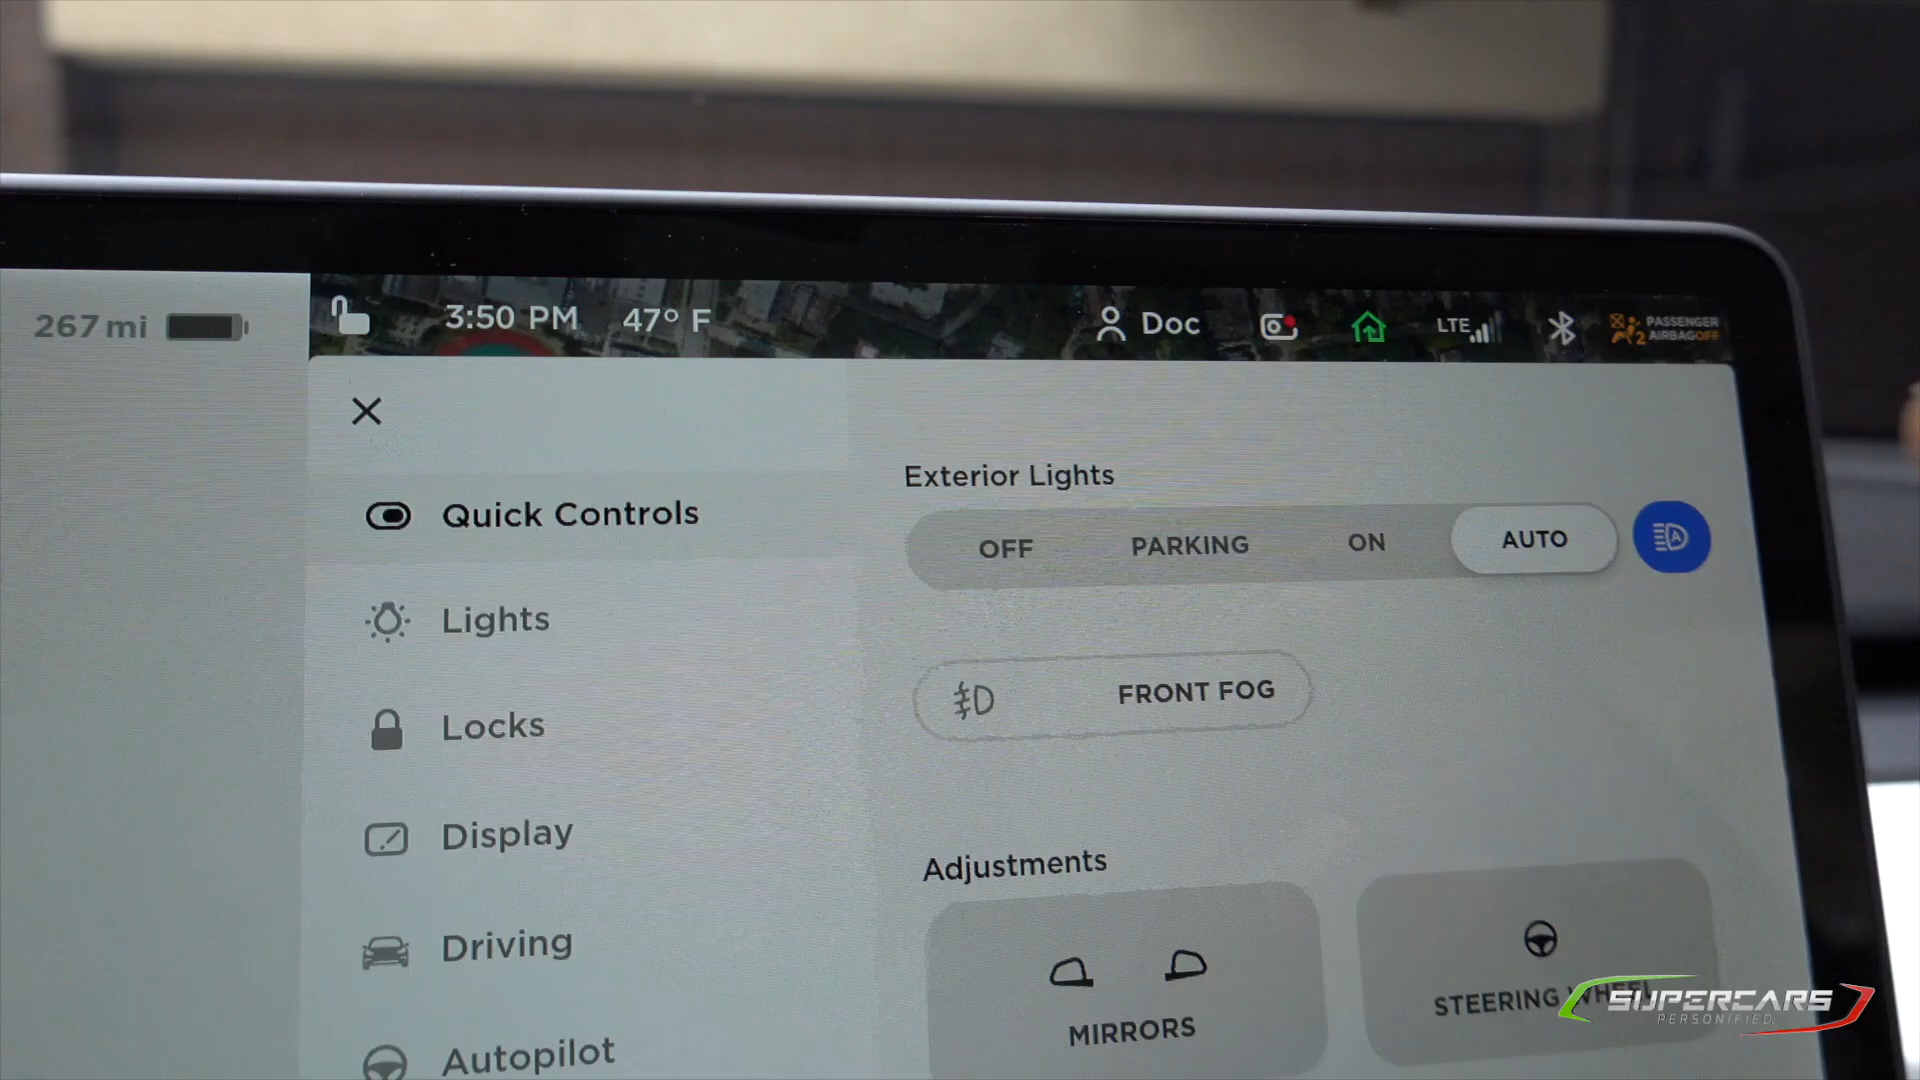 267 mi
3:50 PM 47° F
Doc
LTE
PASSENGER
AIRBAG OFF
Quick Controls
Lights
Locks
Display
Driving
Autopilot
Exterior Lights
OFF PARKING ON AUTO
A
FRONT FOG
Adjustments
MIRRORS
STEERING WHEEL
SUPERCARS
PERSONIFIED